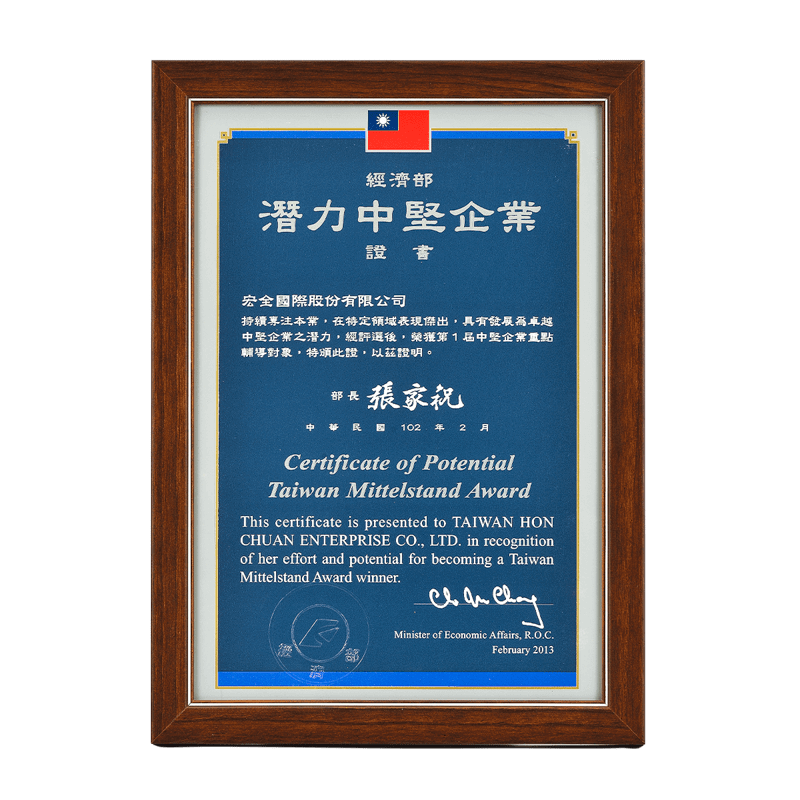 經濟部
潛力中堅企業
證書
宏全國際股份有限公司
持續專注本業，在特定領域表現傑出，具有發展為卓越
中堅企業之潛力，經評選後，榮獲第1屆中堅企業重點
輔導對象，特頒此證，以茲證明。
部長 張家祝
中華民國 102 年 2 月
Certificate of Potential
Taiwan Mittelstand Award
This certificate is presented to TAIWAN HON
CHUAN ENTERPRISE CO., LTD. in recognition
of her effort and potential for becoming a Taiwan
Mittelstand Award winner.
Minister of Economic Affairs, R.O.C.
February 2013
經濟部